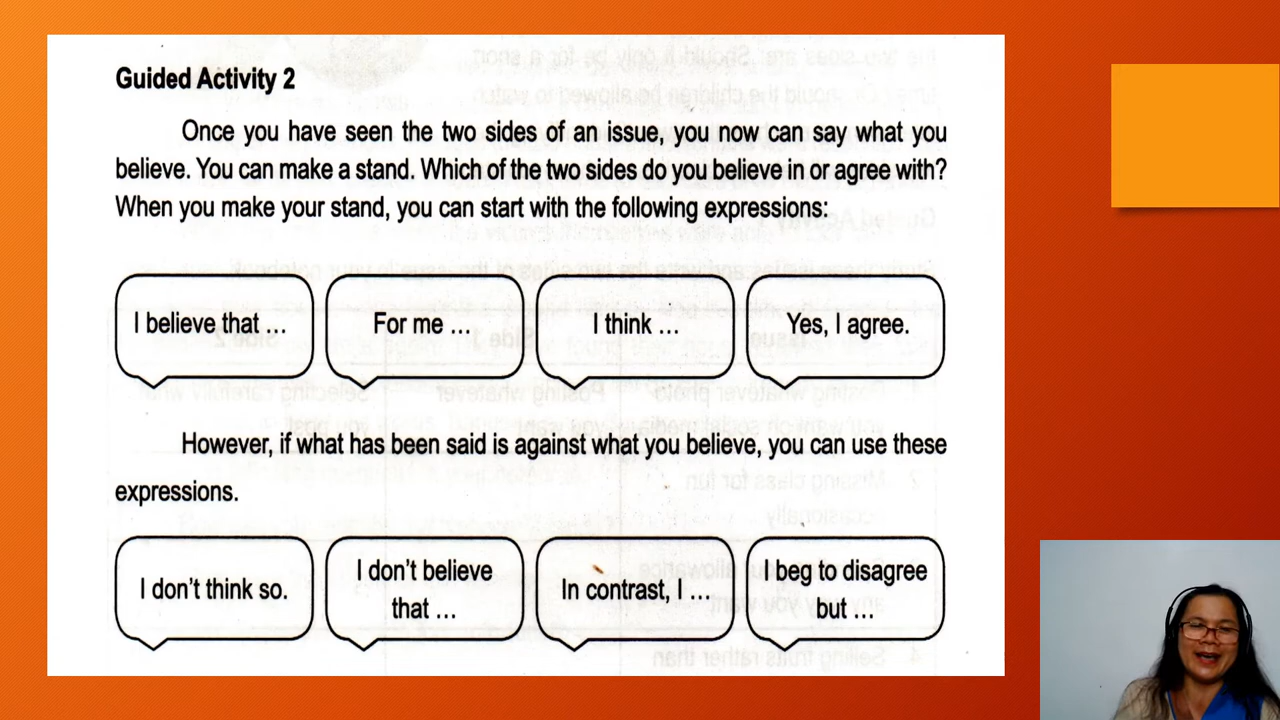 Guided Activity 2
Once you have seen the two sides of an issue, you now can say what you
believe. You can make a stand. Which of the two sides do you believe in or agree with?
When you make your stand, you can start with the following expressions:
I believe that ...
For me ...
I think ...
Yes, I agree.
However, if what has been said is against what you believe, you can use these
expressions.
I don't think so.
I don't believe
that ...
In contrast, I ...
I beg to disagree
but ...